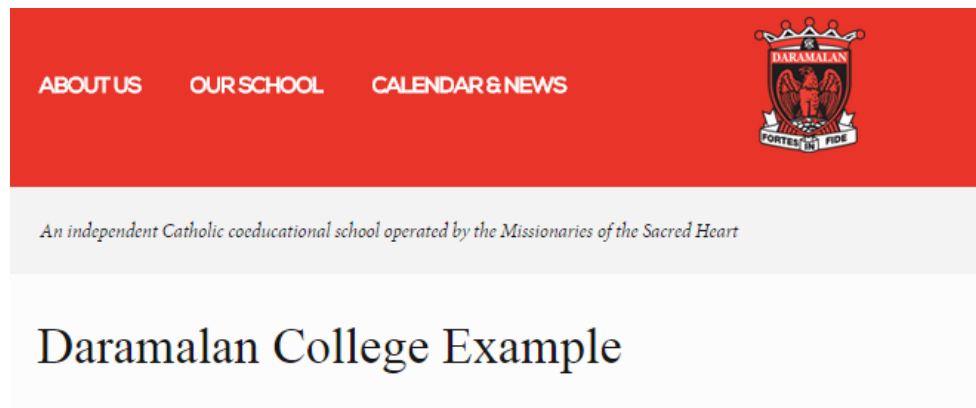 ABOUT US
OUR SCHOOL
CALENDAR & NEWS
DARAMALAN
FORTES IN FIDE
An independent Catholic coeducational school operated by the Missionaries of the Sacred Heart
Daramalan College Example